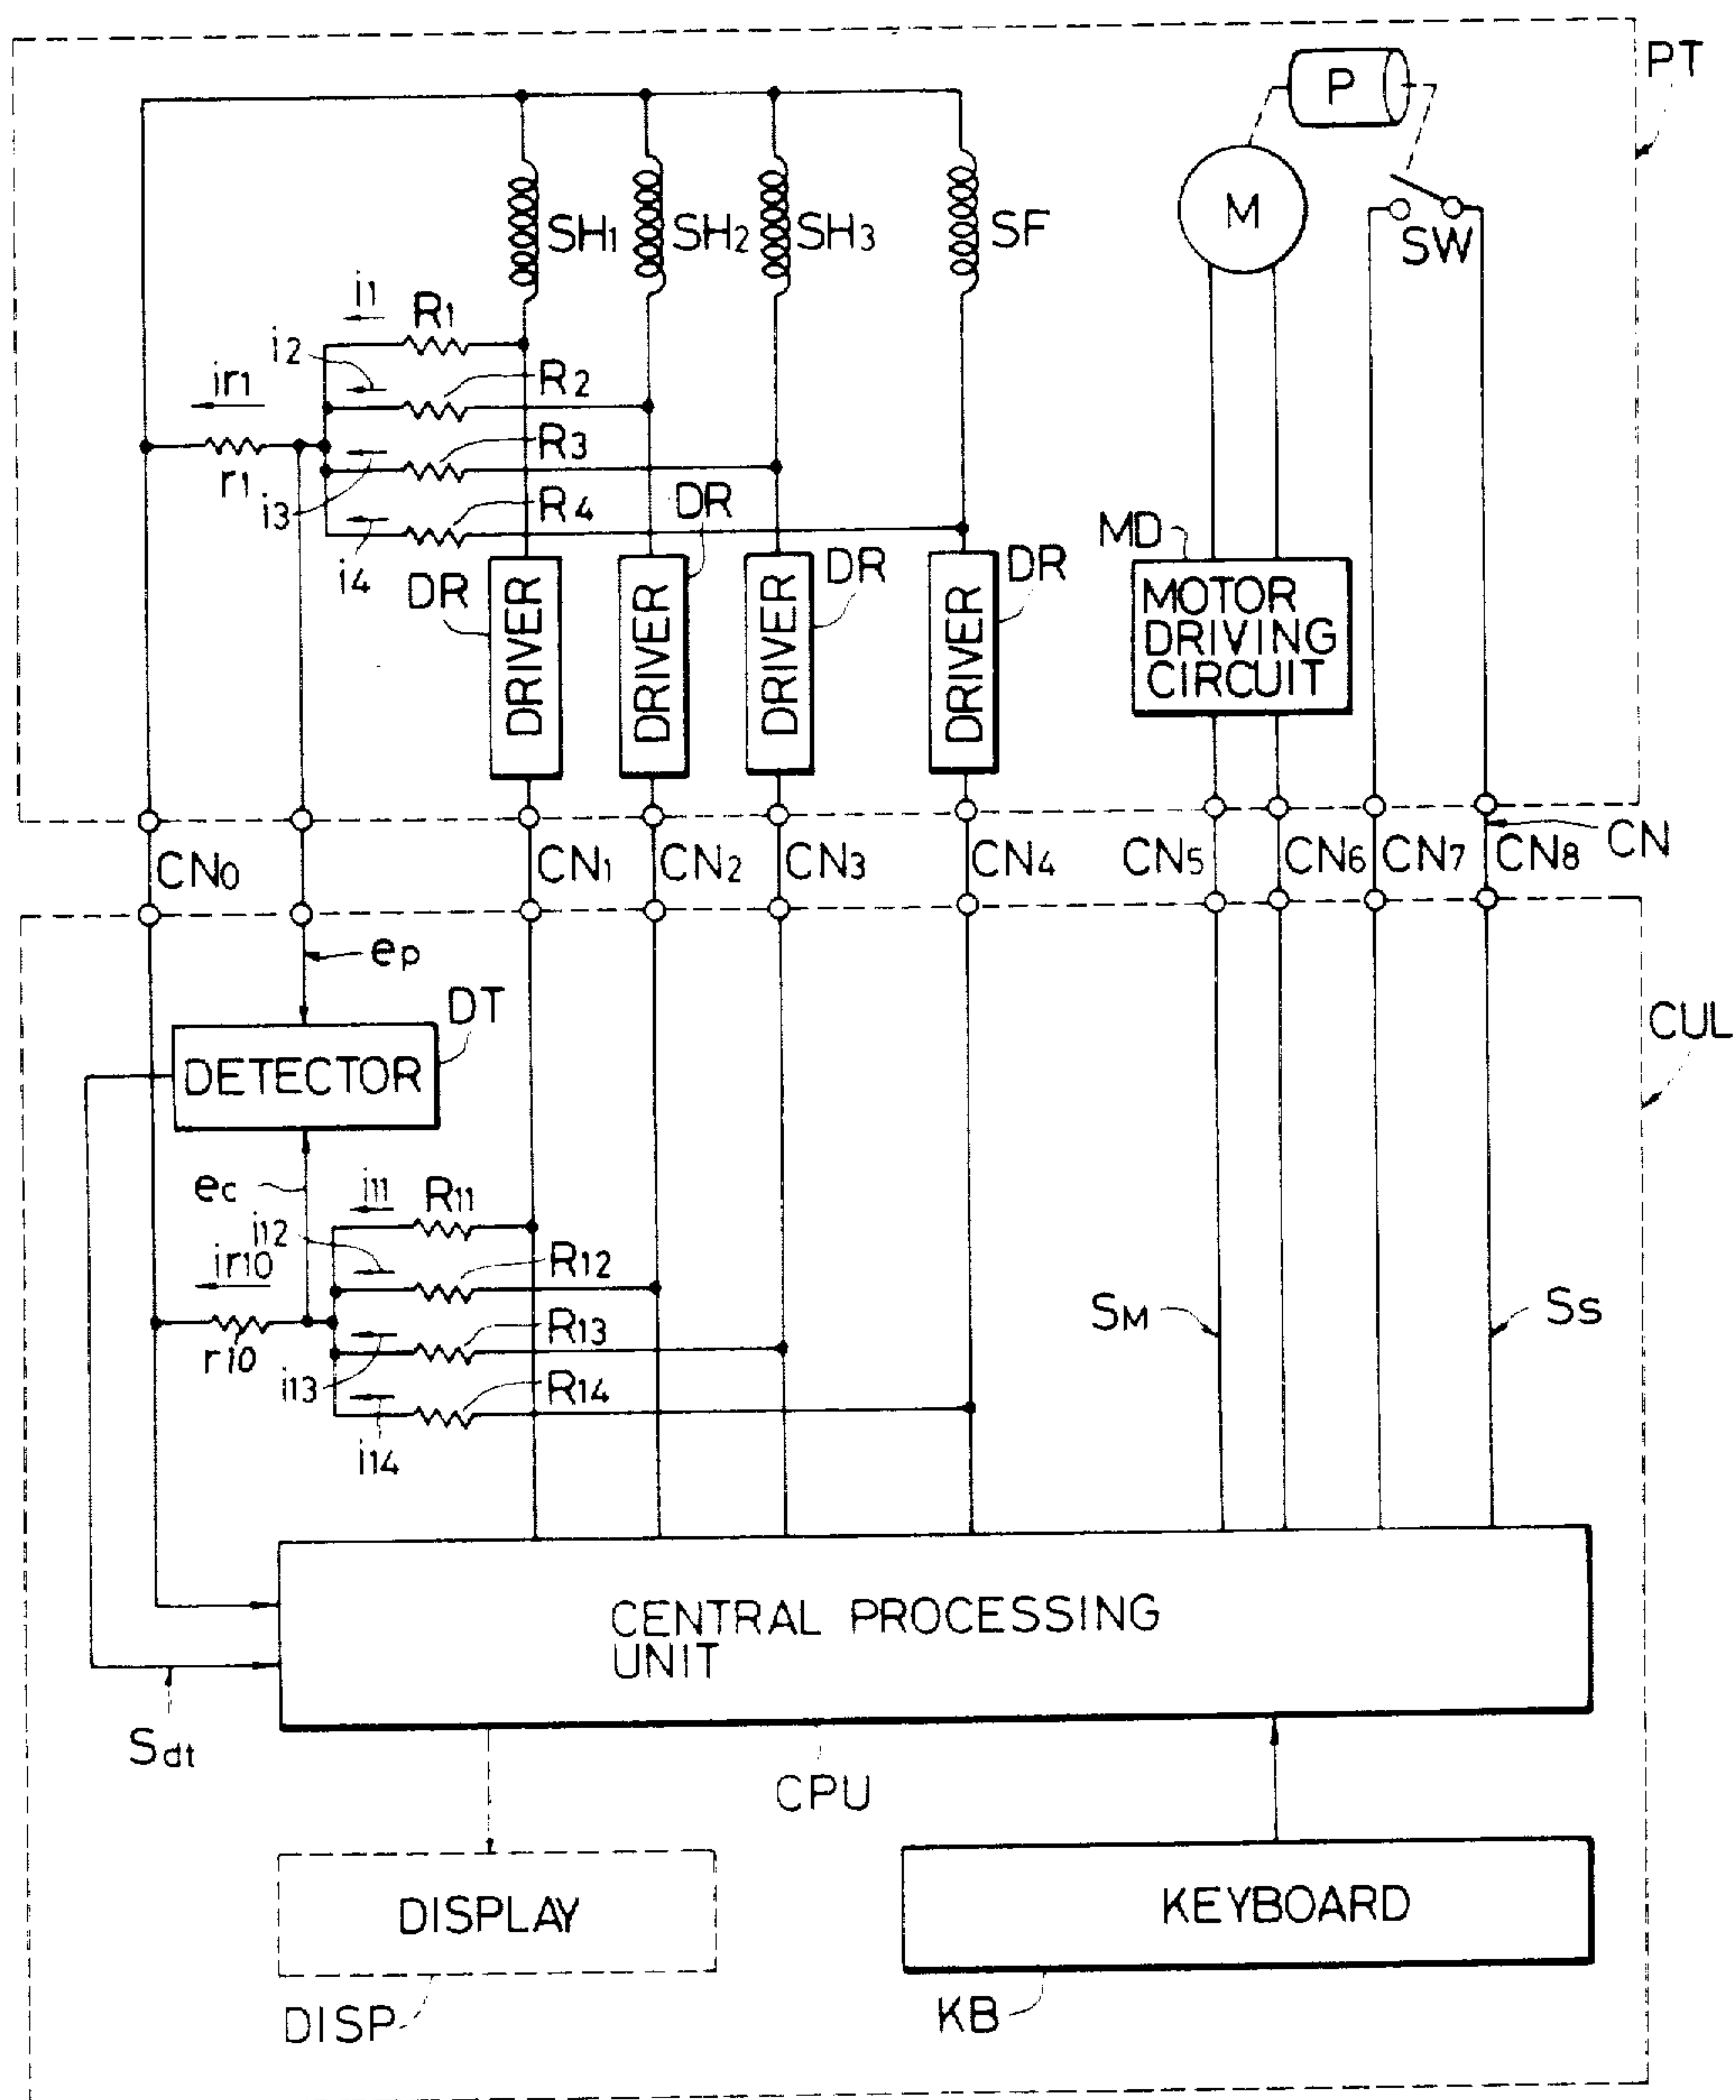 PT
P
M
SW
SH1
SH2
SH3
SF
i1
R1
i2
R2
ir1
R3
r1
i3
R4
i4
DR
DR
DR
DR
DRIVER
DRIVER
DRIVER
DRIVER
MD
MOTOR
DRIVING
CIRCUIT
CN0
CN1
CN2
CN3
CN4
CN5
CN6
CN7
CN8
CN
ep
DT
DETECTOR
CUL
ec
i11
R11
i12
R12
ir10
R13
r10
i13
R14
i14
SM
SS
CENTRAL PROCESSING
UNIT
Sdt
CPU
DISPLAY
KEYBOARD
DISP
KB